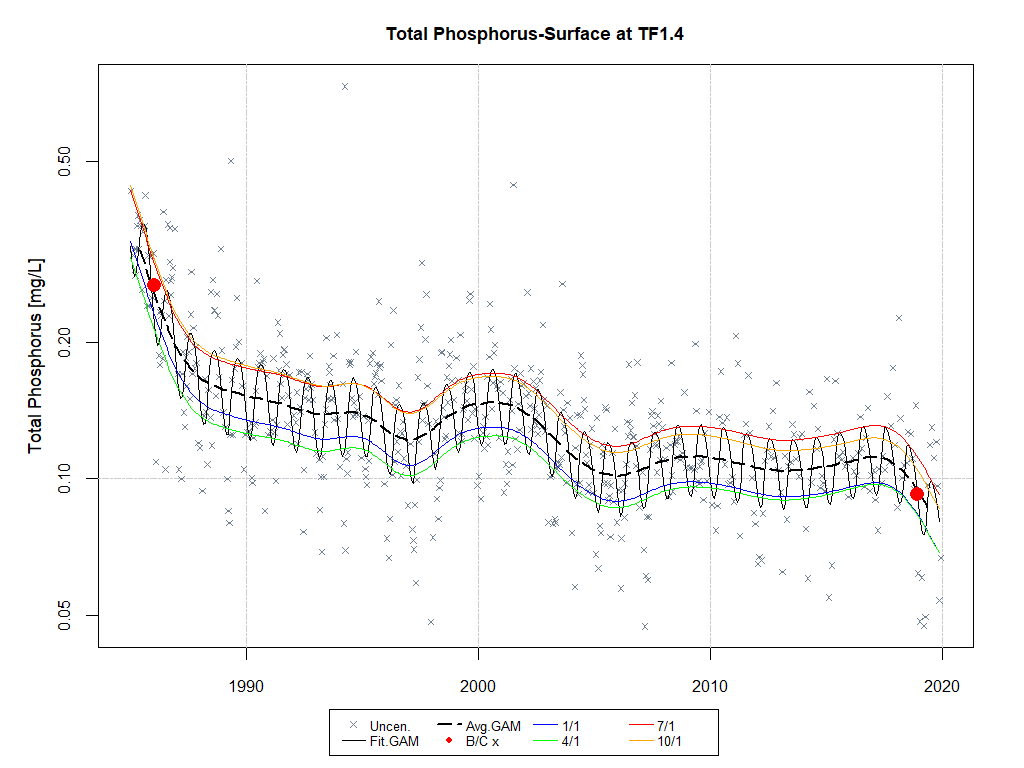 Total Phosphorus-Surface at TF1.4
Total Phosphorus [mg/L]
0.50
0.20
0.10
0.05
1990 2000 2010 2020
Uncen. Avg.GAM 1/1 7/1
Fit.GAM B/C x 4/1 10/1